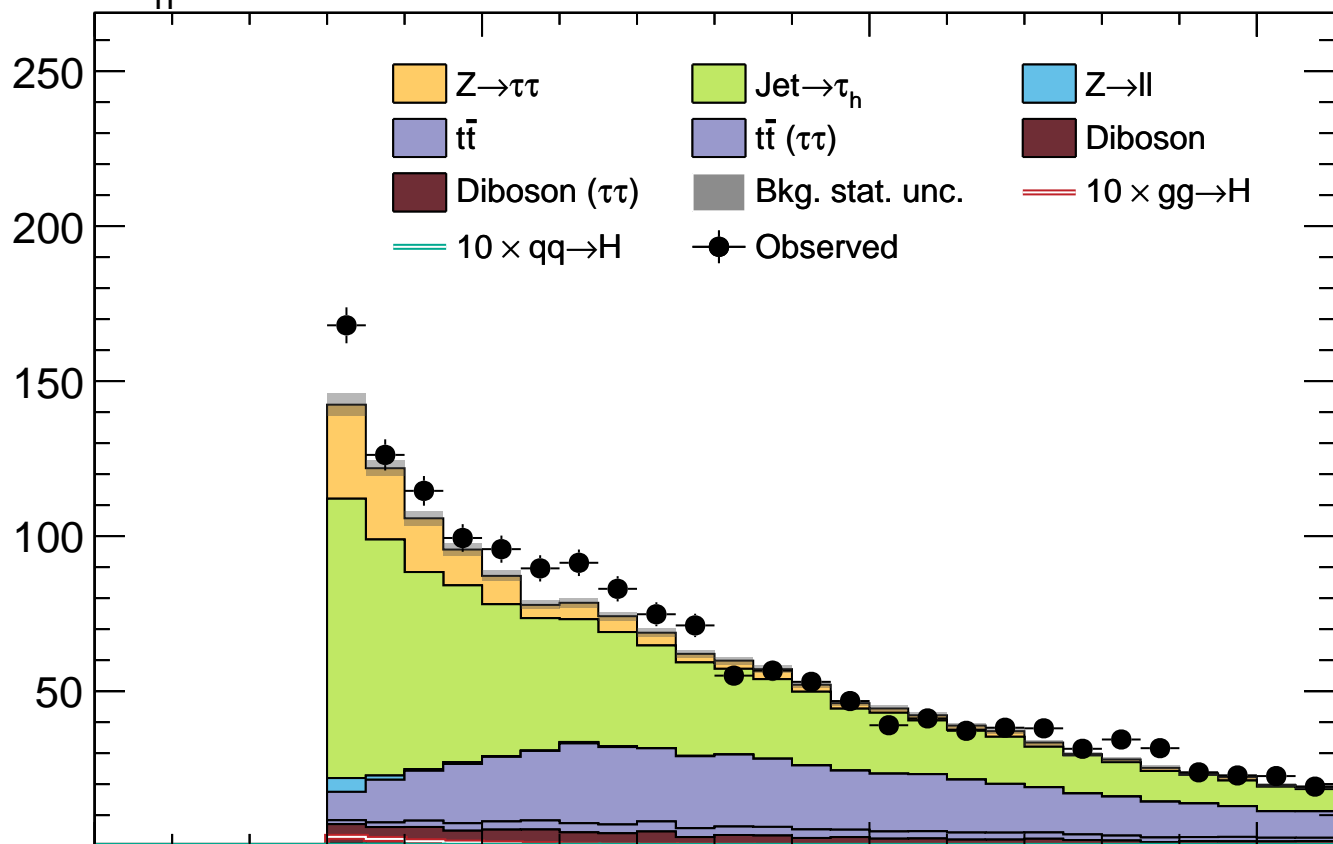 250
200
150
100
50
Z→ττ Jet→τh Z→ll
tt̄ tt̄ (ττ) Diboson
Diboson (ττ) Bkg. stat. unc. 10 × gg→H
10 × qq→H Observed